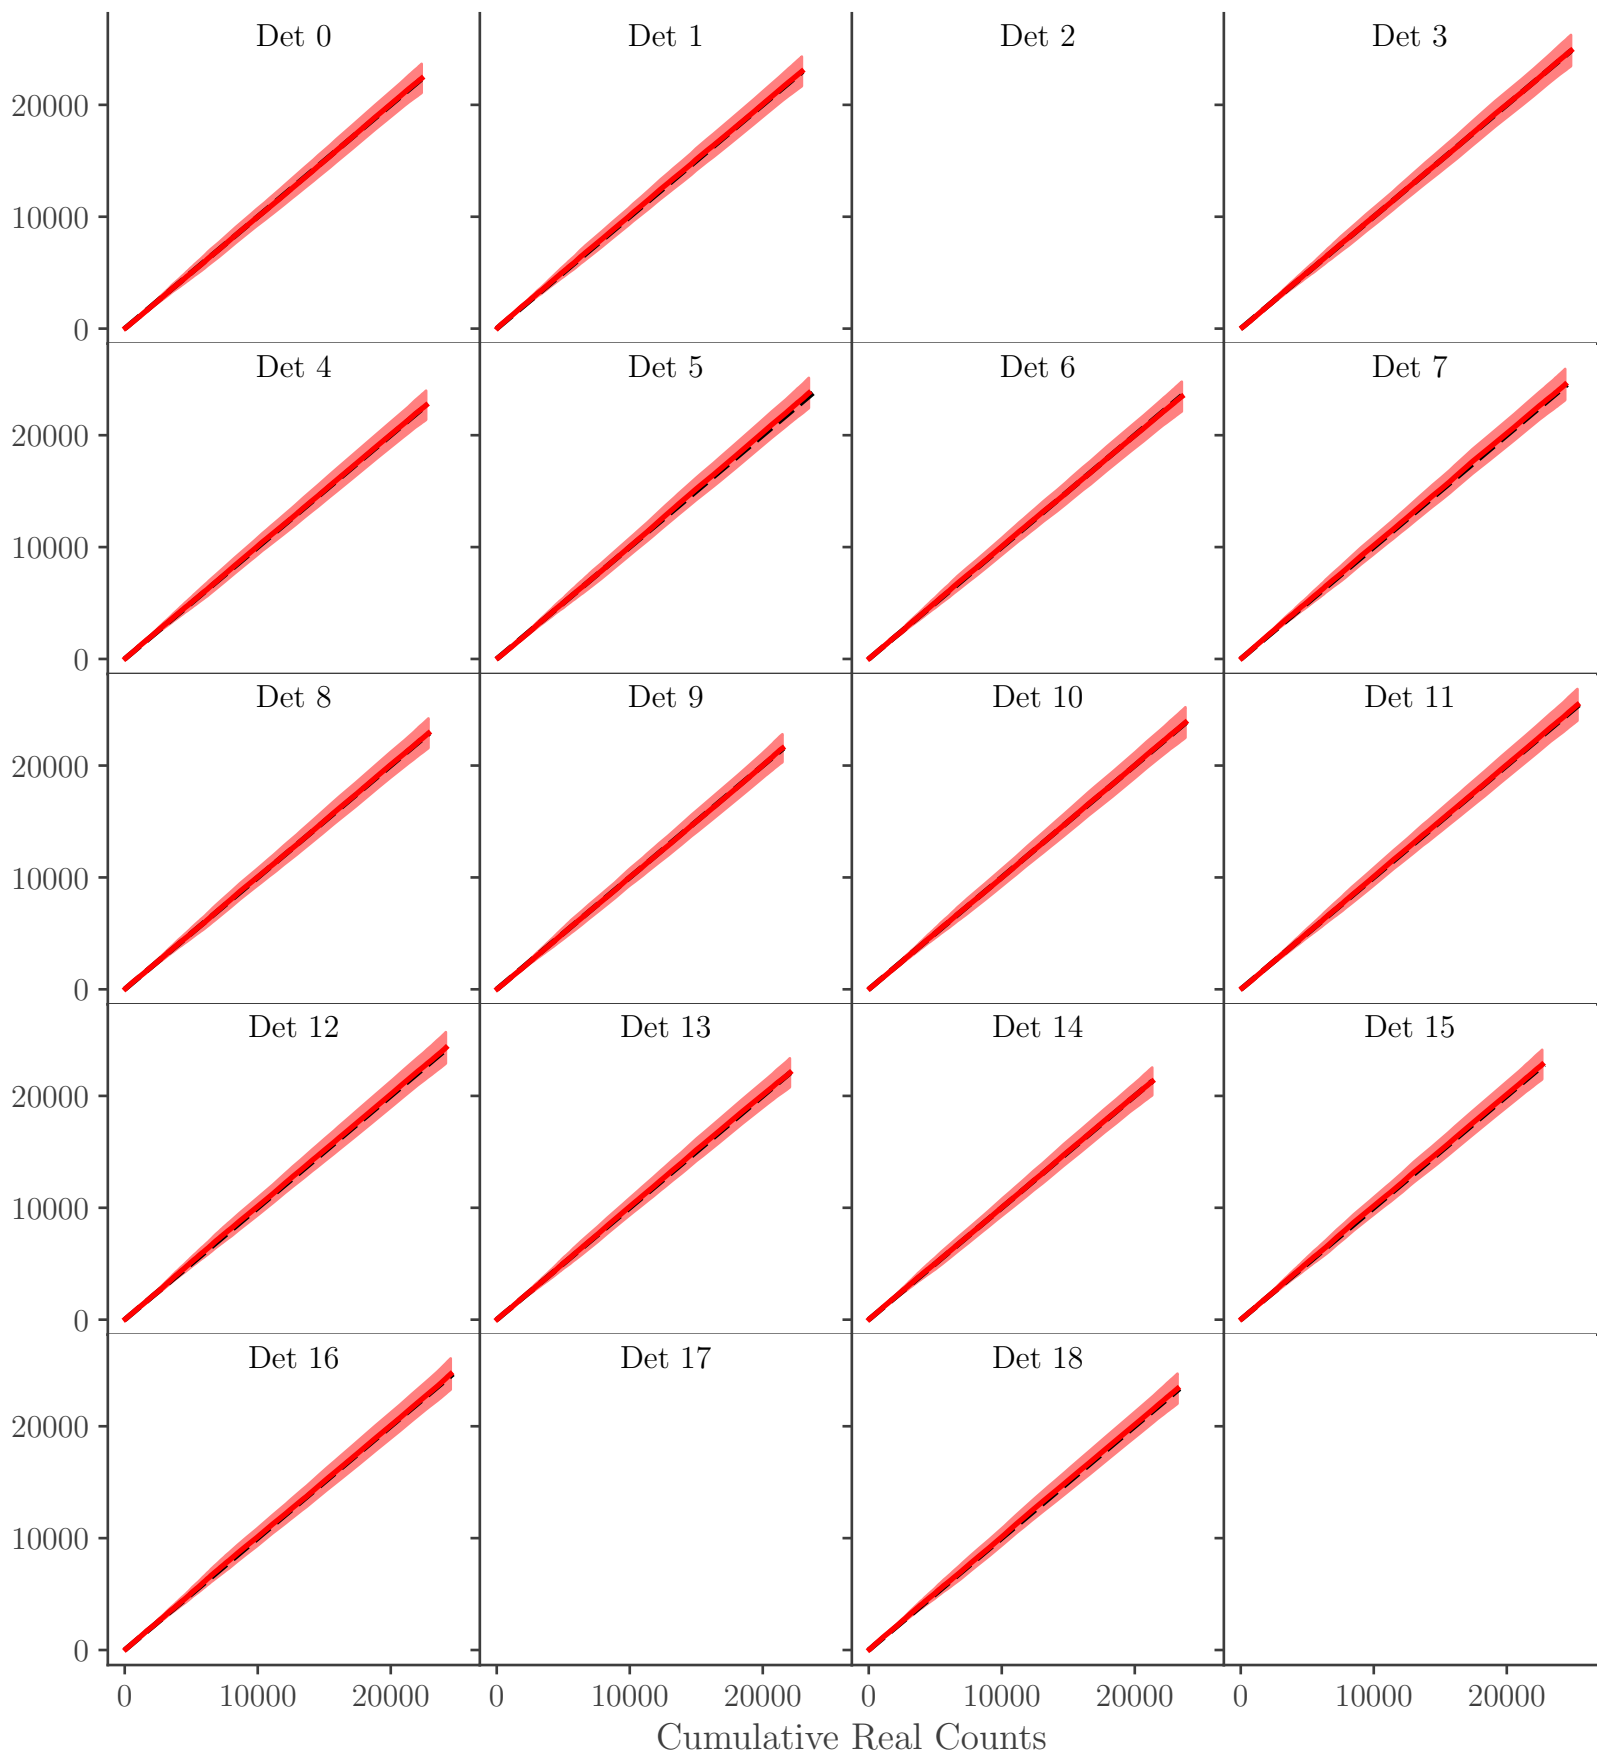 Det 0 Det 1 Det 2 Det 3
20000
10000
0
Det 4 Det 5 Det 6 Det 7
20000
10000
0
Det 8 Det 9 Det 10 Det 11
20000
10000
0
Det 12 Det 13 Det 14 Det 15
20000
10000
0
Det 16 Det 17 Det 18
20000
10000
0
0 10000 20000 0 10000 20000 0 10000 20000 0 10000 20000
Cumulative Real Counts